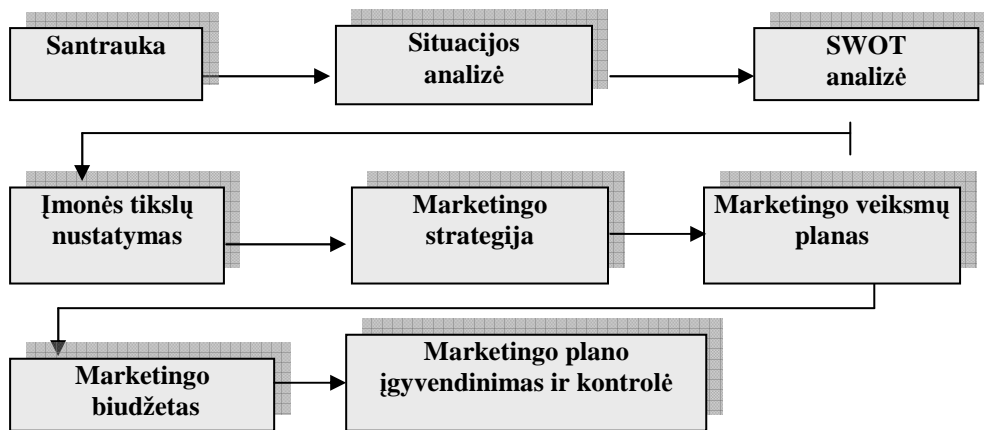 Santrauka
Situacijos
analizė
SWOT
analizė
Įmonės tikslų
nustatymas
Marketingo
strategija
Marketingo veiksmų
planas
Marketingo
biudžetas
Marketingo plano
įgyvendinimas ir kontrolė